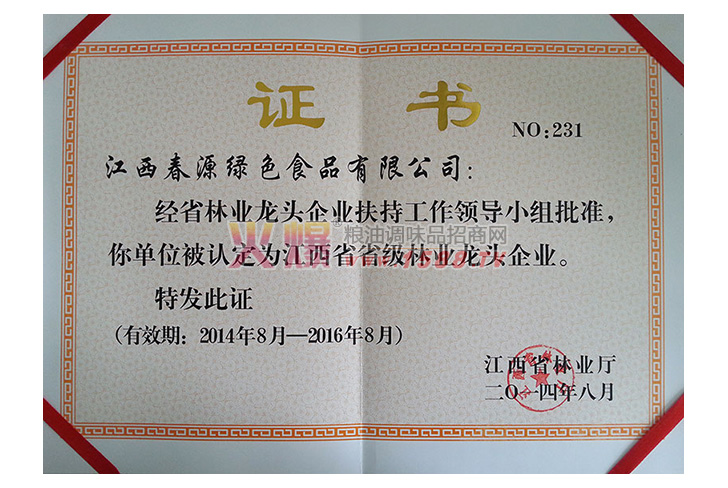 证 书
NO:231
江西春源绿色食品有限公司:
经省林业龙头企业扶持工作领导小组批准,
你单位被认定为江西省省级林业龙头企业。
火爆®粮油调味品招商网
特发此证
(有效期: 2014年8月—2016年8月)
江西省林业厅
二〇一四年八月